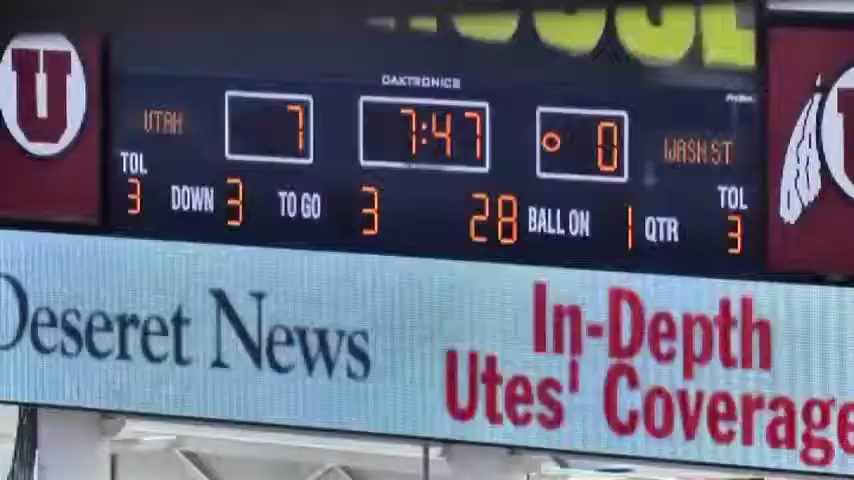 U
DAKTRONICS
UTAH 7 7:47 0 WASH ST
TOL TOL
3 DOWN 3 TO GO 3 28 BALL ON 1 QTR 3
Deseret News
In-Depth
Utes' Coverage